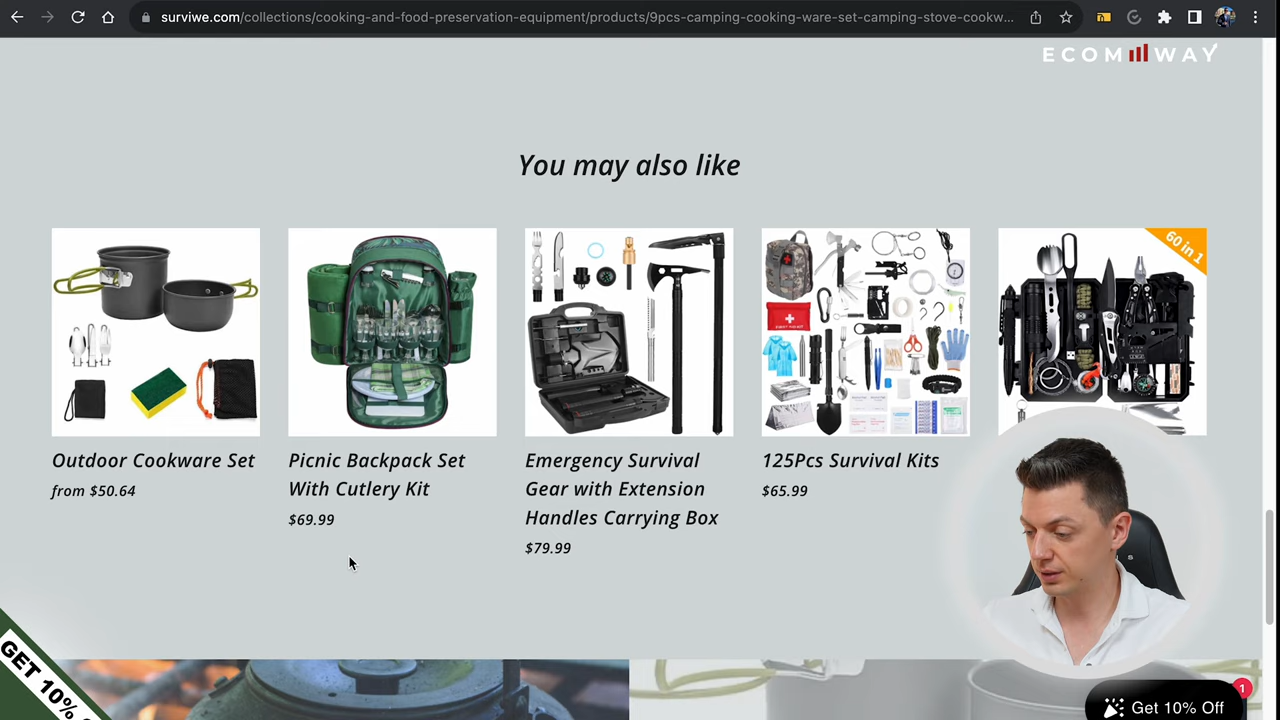 surviwe.com/collections/cooking-and-food-preservation-equipment/products/9pcs-camping-cooking-ware-set-camping-stove-cookw...
ECOM WAY
You may also like
60 in 1
Outdoor Cookware Set
from $50.64
Picnic Backpack Set
With Cutlery Kit
$69.99
Emergency Survival
Gear with Extension
Handles Carrying Box
$79.99
125Pcs Survival Kits
$65.99
GET 10%
1
Get 10% Off